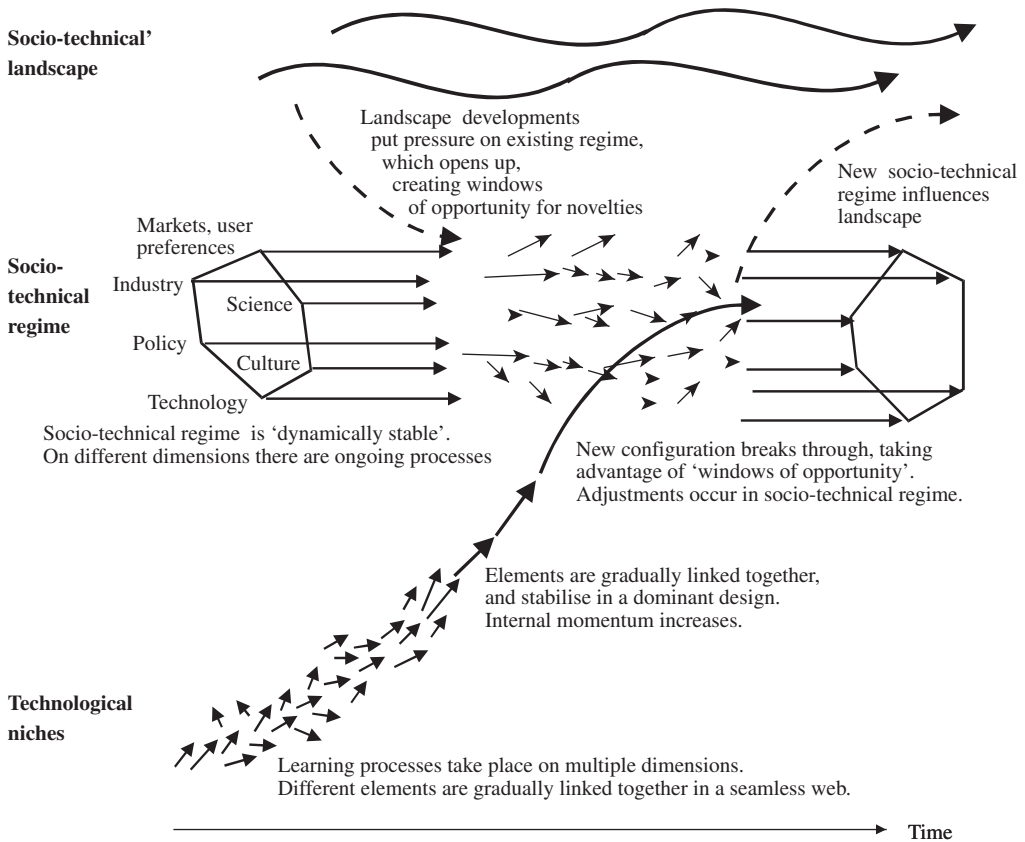 Socio-technical’
landscape
Landscape developments
put pressure on existing regime,
which opens up,
creating windows
of opportunity for novelties
New socio-technical
regime influences
landscape
Markets, user
preferences
Socio-
technical
regime
Industry
Science
Policy
Culture
Technology
Socio-technical regime is ‘dynamically stable’.
On different dimensions there are ongoing processes
New configuration breaks through, taking
advantage of ‘windows of opportunity’.
Adjustments occur in socio-technical regime.
Elements are gradually linked together,
and stabilise in a dominant design.
Internal momentum increases.
Technological
niches
Learning processes take place on multiple dimensions.
Different elements are gradually linked together in a seamless web.
Time